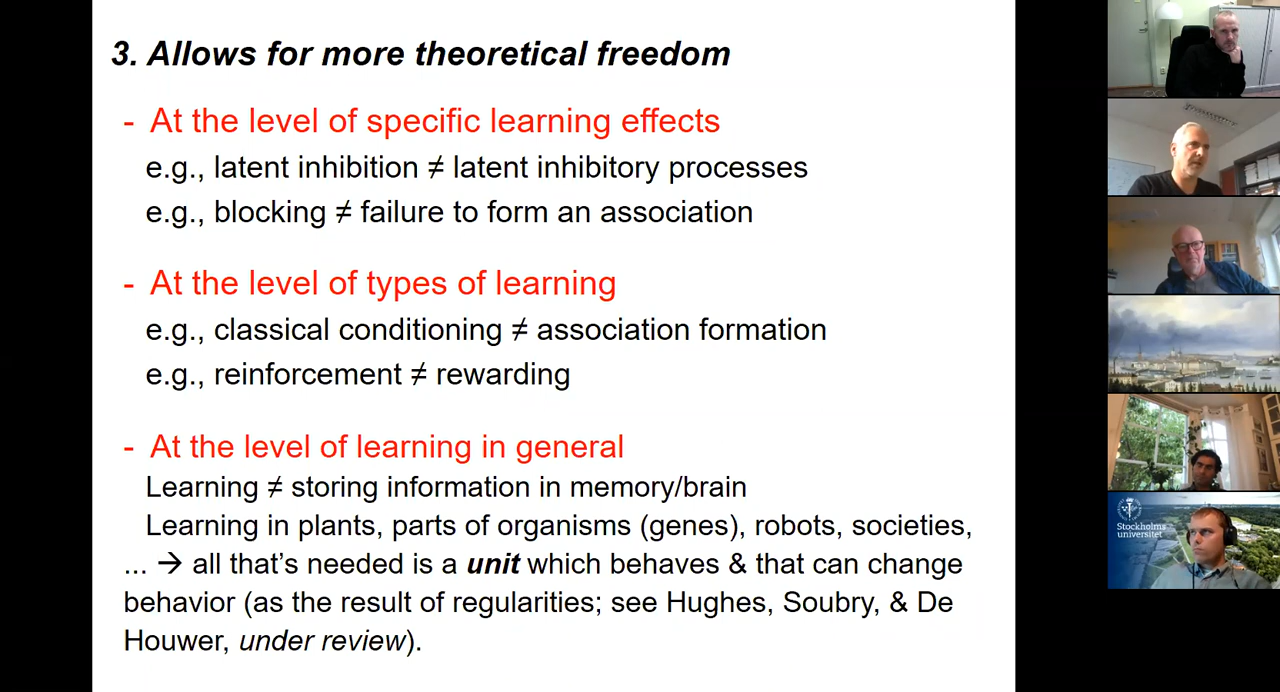 3. Allows for more theoretical freedom
- At the level of specific learning effects
e.g., latent inhibition ≠ latent inhibitory processes
e.g., blocking ≠ failure to form an association
- At the level of types of learning
e.g., classical conditioning ≠ association formation
e.g., reinforcement ≠ rewarding
- At the level of learning in general
Learning ≠ storing information in memory/brain
Learning in plants, parts of organisms (genes), robots, societies,
... → all that’s needed is a unit which behaves & that can change
behavior (as the result of regularities; see Hughes, Soubry, & De
Houwer, under review).
Stockholms
universitet